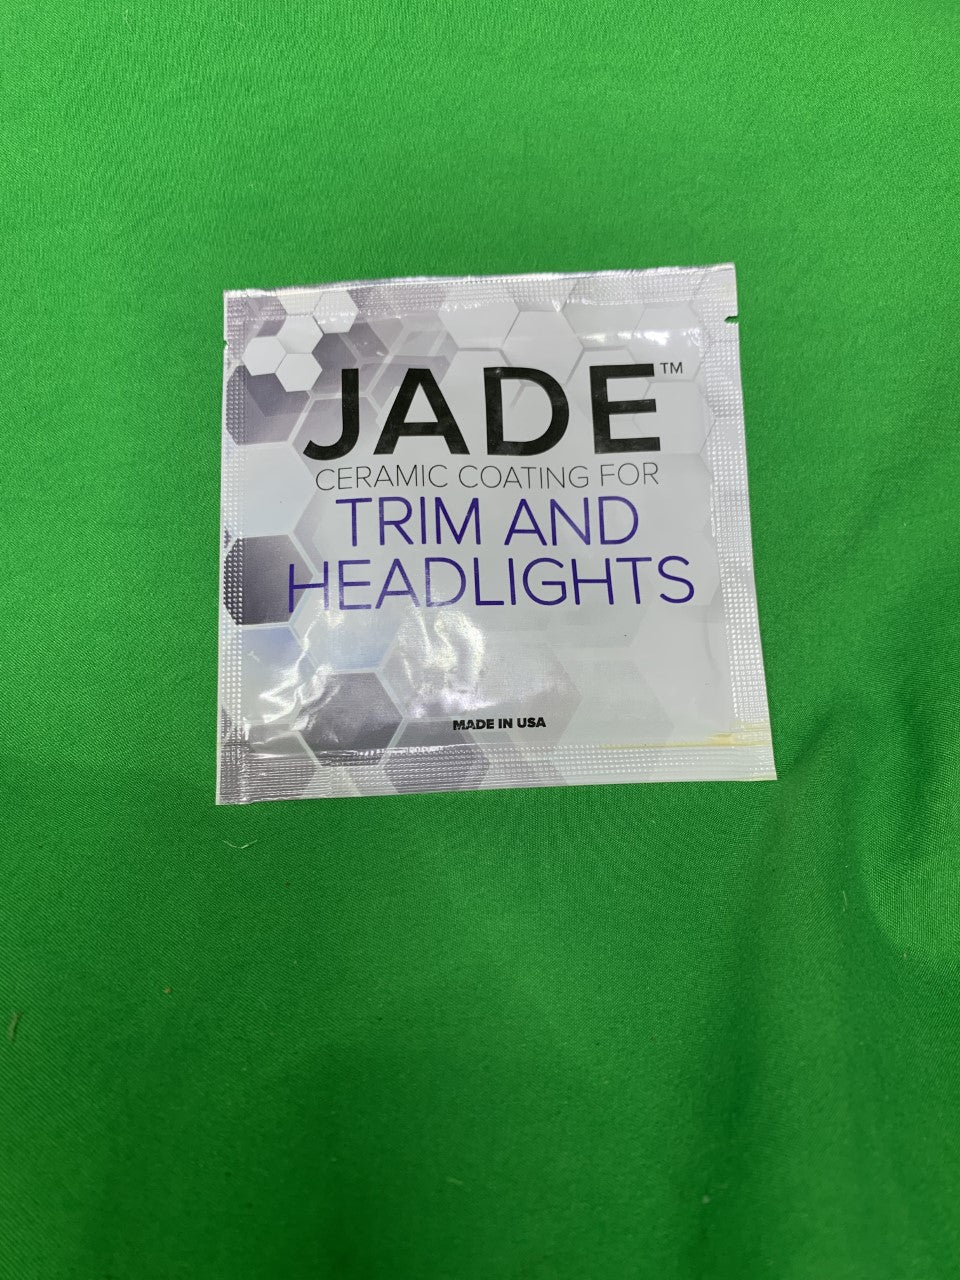 JADE™
CERAMIC COATING FOR
TRIM AND
HEADLIGHTS
MADE IN USA